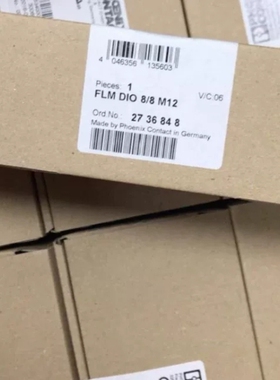 4 046356 135603
Pieces: 1 V/C:06
FLM DIO 8/8 M12
Ord No.: 27 36 84 8
Made by Phoenix Contact in Germany